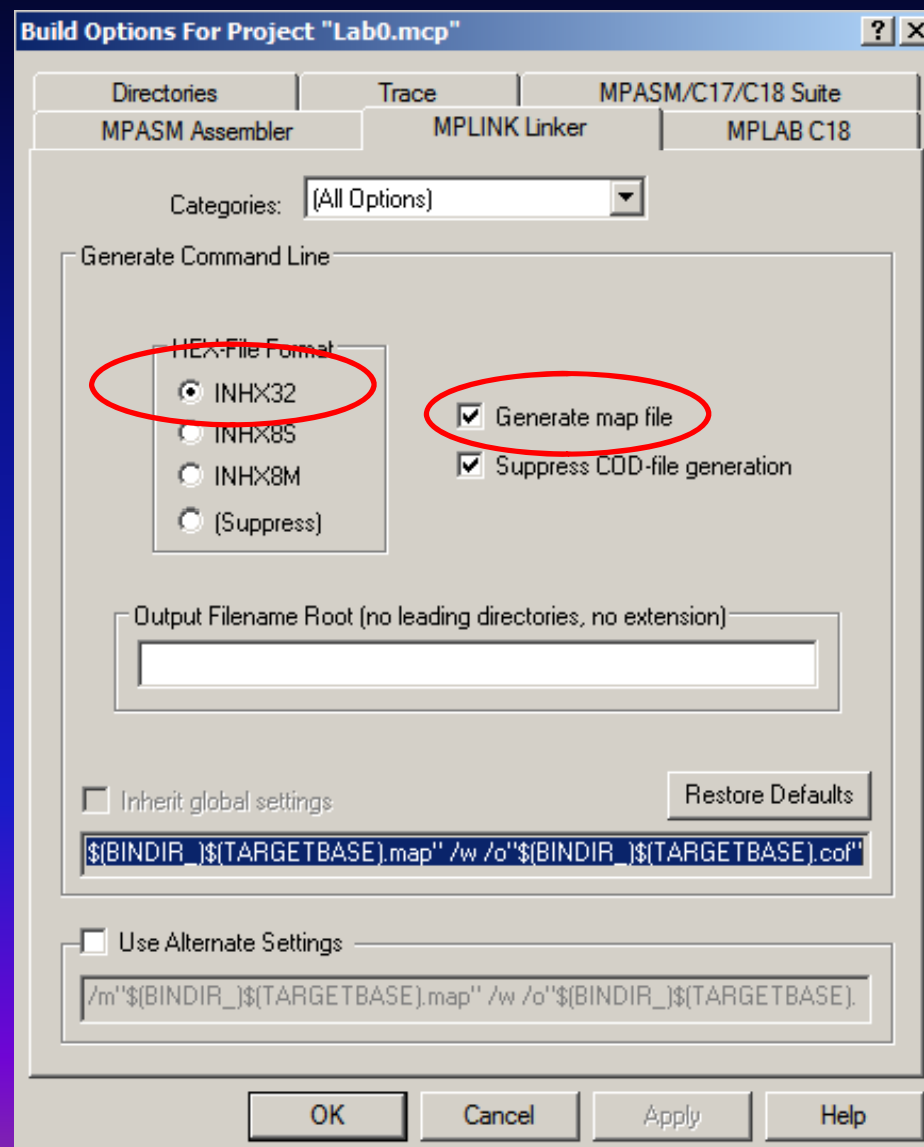 Build Options For Project "Lab0.mcp"
Directories
Trace
MPASM/C17/C18 Suite
MPASM Assembler
MPLINK Linker
MPLAB C18
Categories:
(All Options)
Generate Command Line
HEX-File Format
INHX32
INHX8S
INHX8M
(Suppress)
Generate map file
Suppress COD-file generation
Output Filename Root (no leading directories, no extension)
Inherit global settings
Restore Defaults
$(BINDIR_)$(TARGETBASE).map" /w /o"$(BINDIR_)$(TARGETBASE).cof"
Use Alternate Settings
/m"$(BINDIR_)$(TARGETBASE).map" /w /o"$(BINDIR_)$(TARGETBASE).
OK
Cancel
Apply
Help